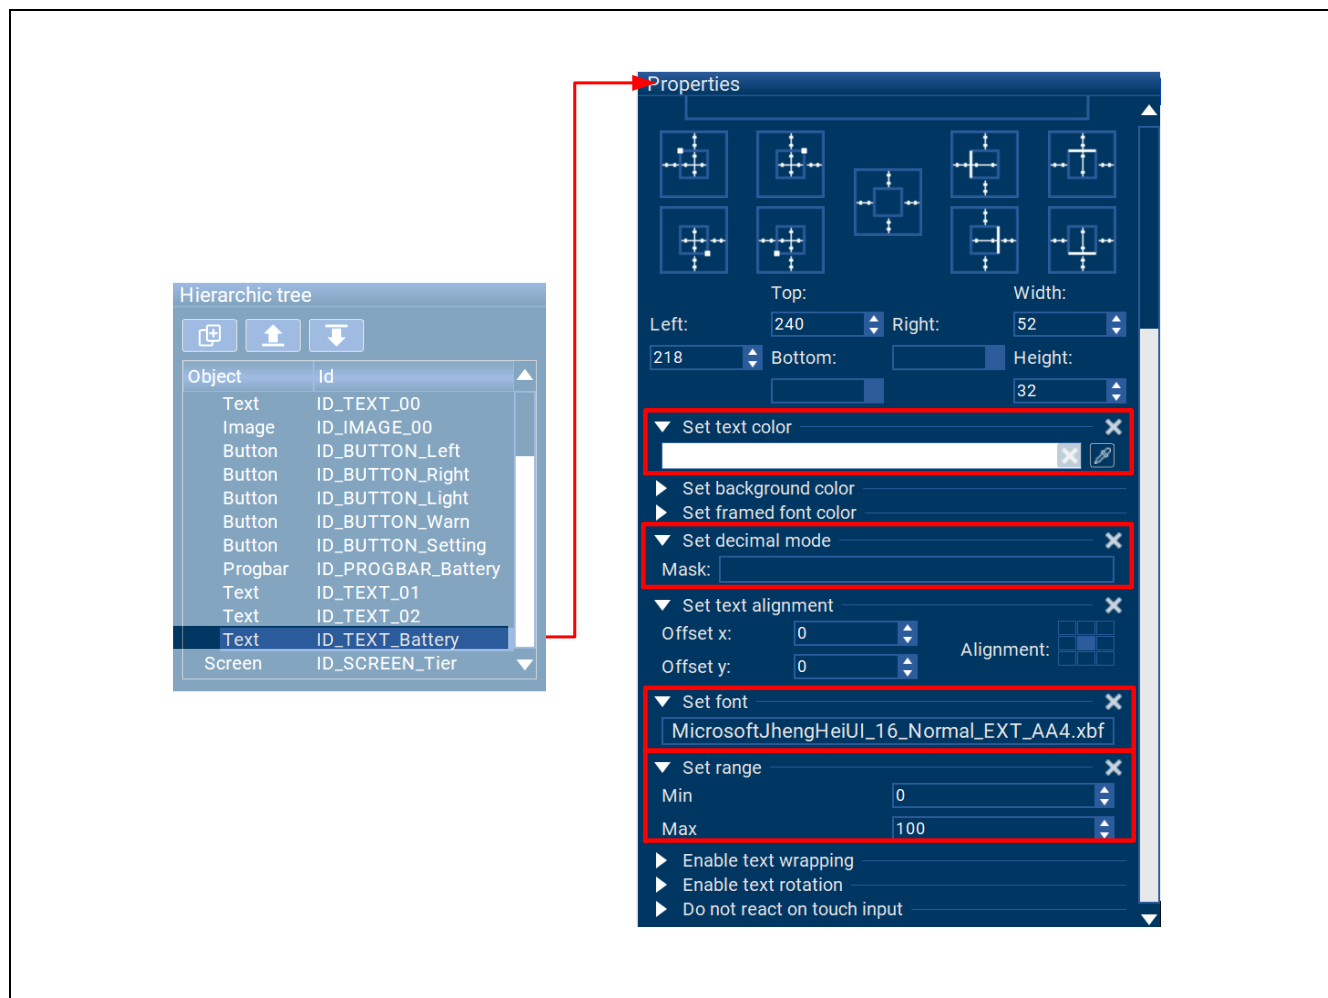 Hierarchic tree
Object Id
Text ID_TEXT_00
Image ID_IMAGE_00
Button ID_BUTTON_Left
Button ID_BUTTON_Right
Button ID_BUTTON_Light
Button ID_BUTTON_Warn
Button ID_BUTTON_Setting
Progbar ID_PROGBAR_Battery
Text ID_TEXT_01
Text ID_TEXT_02
Text ID_TEXT_Battery
Screen ID_SCREEN_Tier
Properties
Top: Width:
Left: 240 Right: 52
218 Bottom: Height:
32
Set text color
Set background color
Set framed font color
Set decimal mode
Mask:
Set text alignment
Offset x: 0
Alignment:
Offset y: 0
Set font
MicrosoftJhengHeiUI_16_Normal_EXT_AA4.xbf
Set range
Min 0
Max 100
Enable text wrapping
Enable text rotation
Do not react on touch input